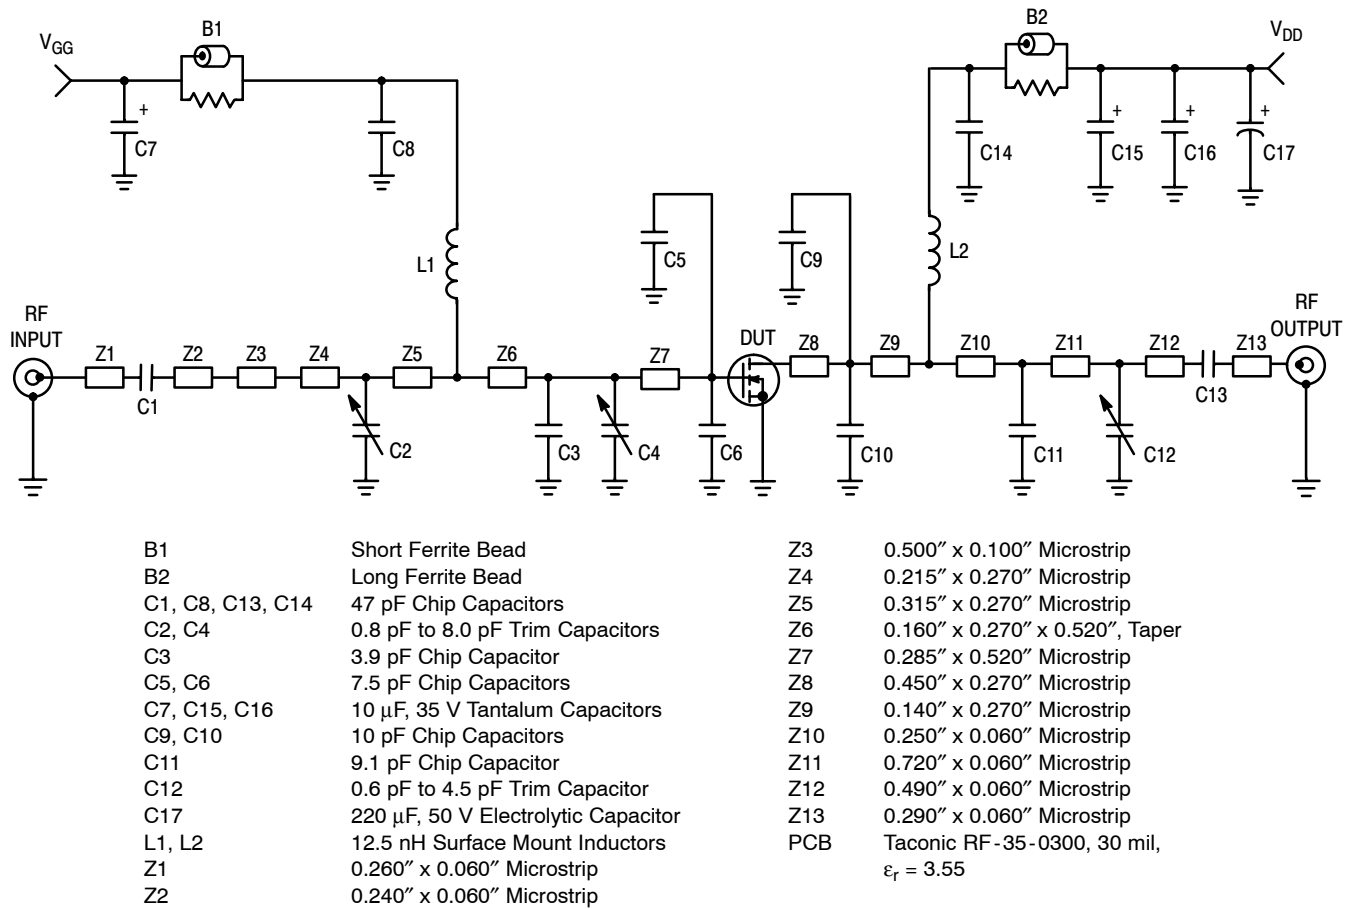 B1
V_GG
+
C7
C8
L1
B2
V_DD
C14
+
C15
+
C16
+
C17
L2
C5
C9
RF
INPUT
Z1
C1
Z2
Z3
Z4
C2
Z5
Z6
C3
C4
Z7
C6
DUT
Z8
C10
Z9
Z10
C11
Z11
C12
Z12
C13
Z13
RF
OUTPUT
B1 Short Ferrite Bead
B2 Long Ferrite Bead
C1, C8, C13, C14 47 pF Chip Capacitors
C2, C4 0.8 pF to 8.0 pF Trim Capacitors
C3 3.9 pF Chip Capacitor
C5, C6 7.5 pF Chip Capacitors
C7, C15, C16 10 μF, 35 V Tantalum Capacitors
C9, C10 10 pF Chip Capacitors
C11 9.1 pF Chip Capacitor
C12 0.6 pF to 4.5 pF Trim Capacitor
C17 220 μF, 50 V Electrolytic Capacitor
L1, L2 12.5 nH Surface Mount Inductors
Z1 0.260″ x 0.060″ Microstrip
Z2 0.240″ x 0.060″ Microstrip
Z3 0.500″ x 0.100″ Microstrip
Z4 0.215″ x 0.270″ Microstrip
Z5 0.315″ x 0.270″ Microstrip
Z6 0.160″ x 0.270″ x 0.520″, Taper
Z7 0.285″ x 0.520″ Microstrip
Z8 0.450″ x 0.270″ Microstrip
Z9 0.140″ x 0.270″ Microstrip
Z10 0.250″ x 0.060″ Microstrip
Z11 0.720″ x 0.060″ Microstrip
Z12 0.490″ x 0.060″ Microstrip
Z13 0.290″ x 0.060″ Microstrip
PCB Taconic RF-35-0300, 30 mil,
ε_r = 3.55